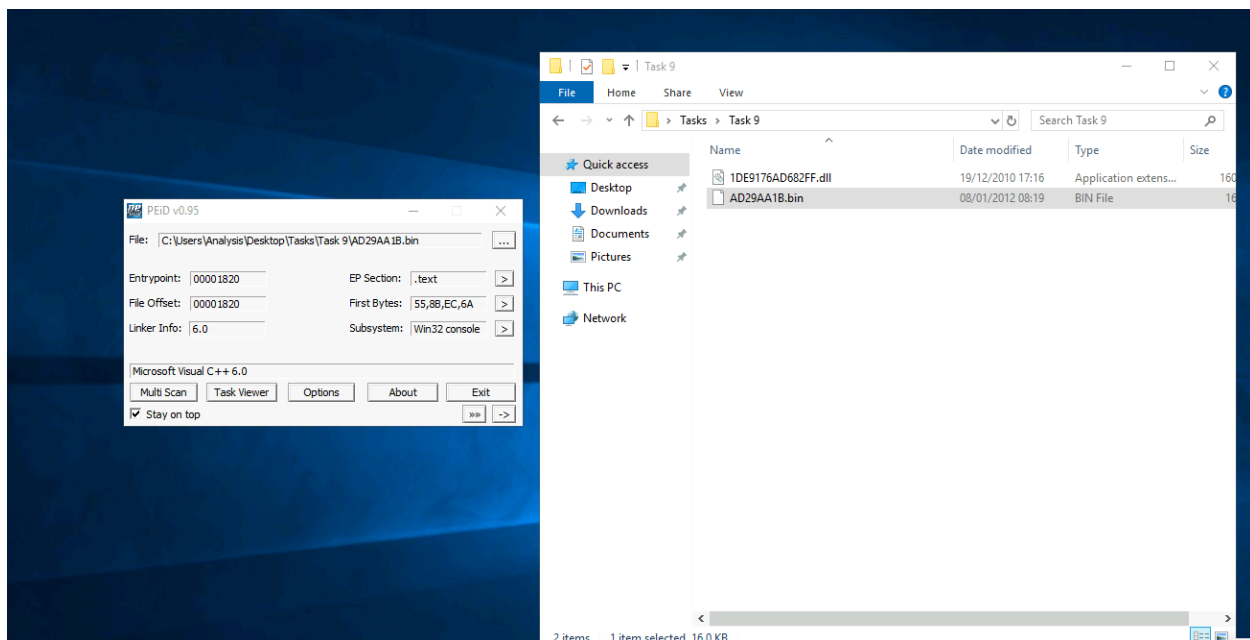 PEiD v0.95
File: C:\Users\Analysis\Desktop\Tasks\Task 9\AD29AA1B.bin ...
Entrypoint: 00001820 EP Section: .text >
File Offset: 00001820 First Bytes: 55,8B,EC,6A >
Linker Info: 6.0 Subsystem: Win32 console >
Microsoft Visual C++ 6.0
Multi Scan Task Viewer Options About Exit
Stay on top »» ->
Task 9
File Home Share View ?
> Tasks > Task 9 Search Task 9
Name Date modified Type Size
1DE9176AD682FF.dll 19/12/2010 17:16 Application extens... 160
AD29AA1B.bin 08/01/2012 08:19 BIN File 16
Quick access
Desktop
Downloads
Documents
Pictures
This PC
Network
2 items 1 item selected 16.0 KB